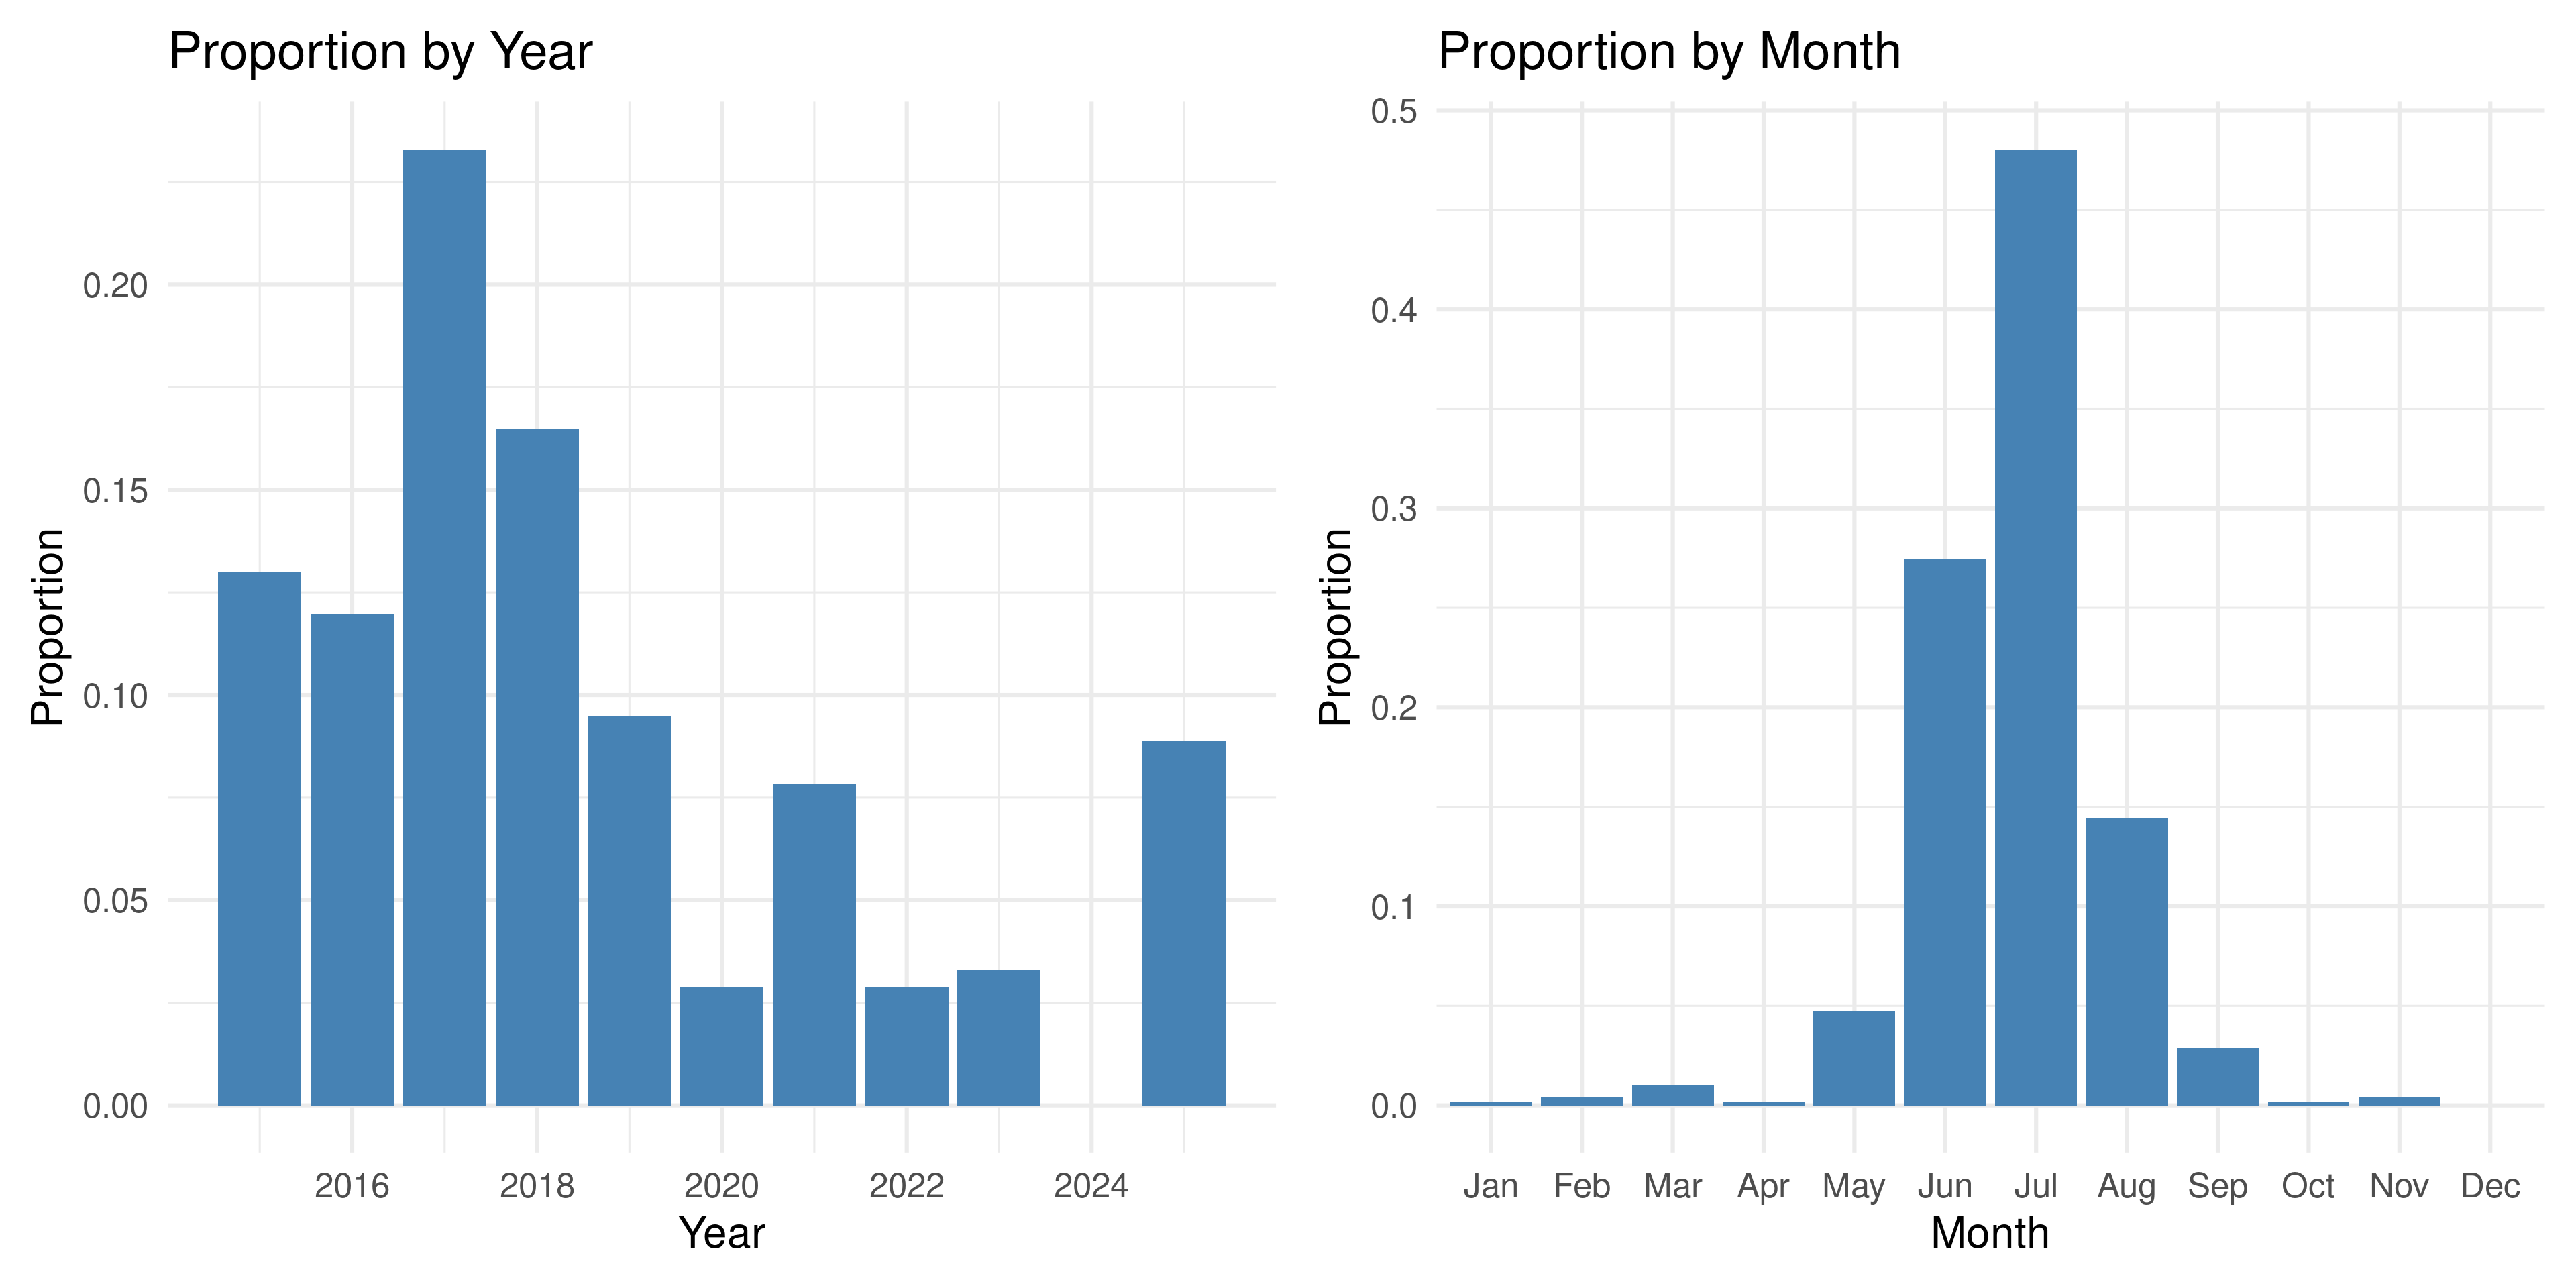 Proportion by Year
0.20
0.15
0.10
0.05
0.00
Proportion
2016 2018 2020 2022 2024
Year
Proportion by Month
0.5
0.4
0.3
0.2
0.1
0.0
Proportion
Jan Feb Mar Apr May Jun Jul Aug Sep Oct Nov Dec
Month